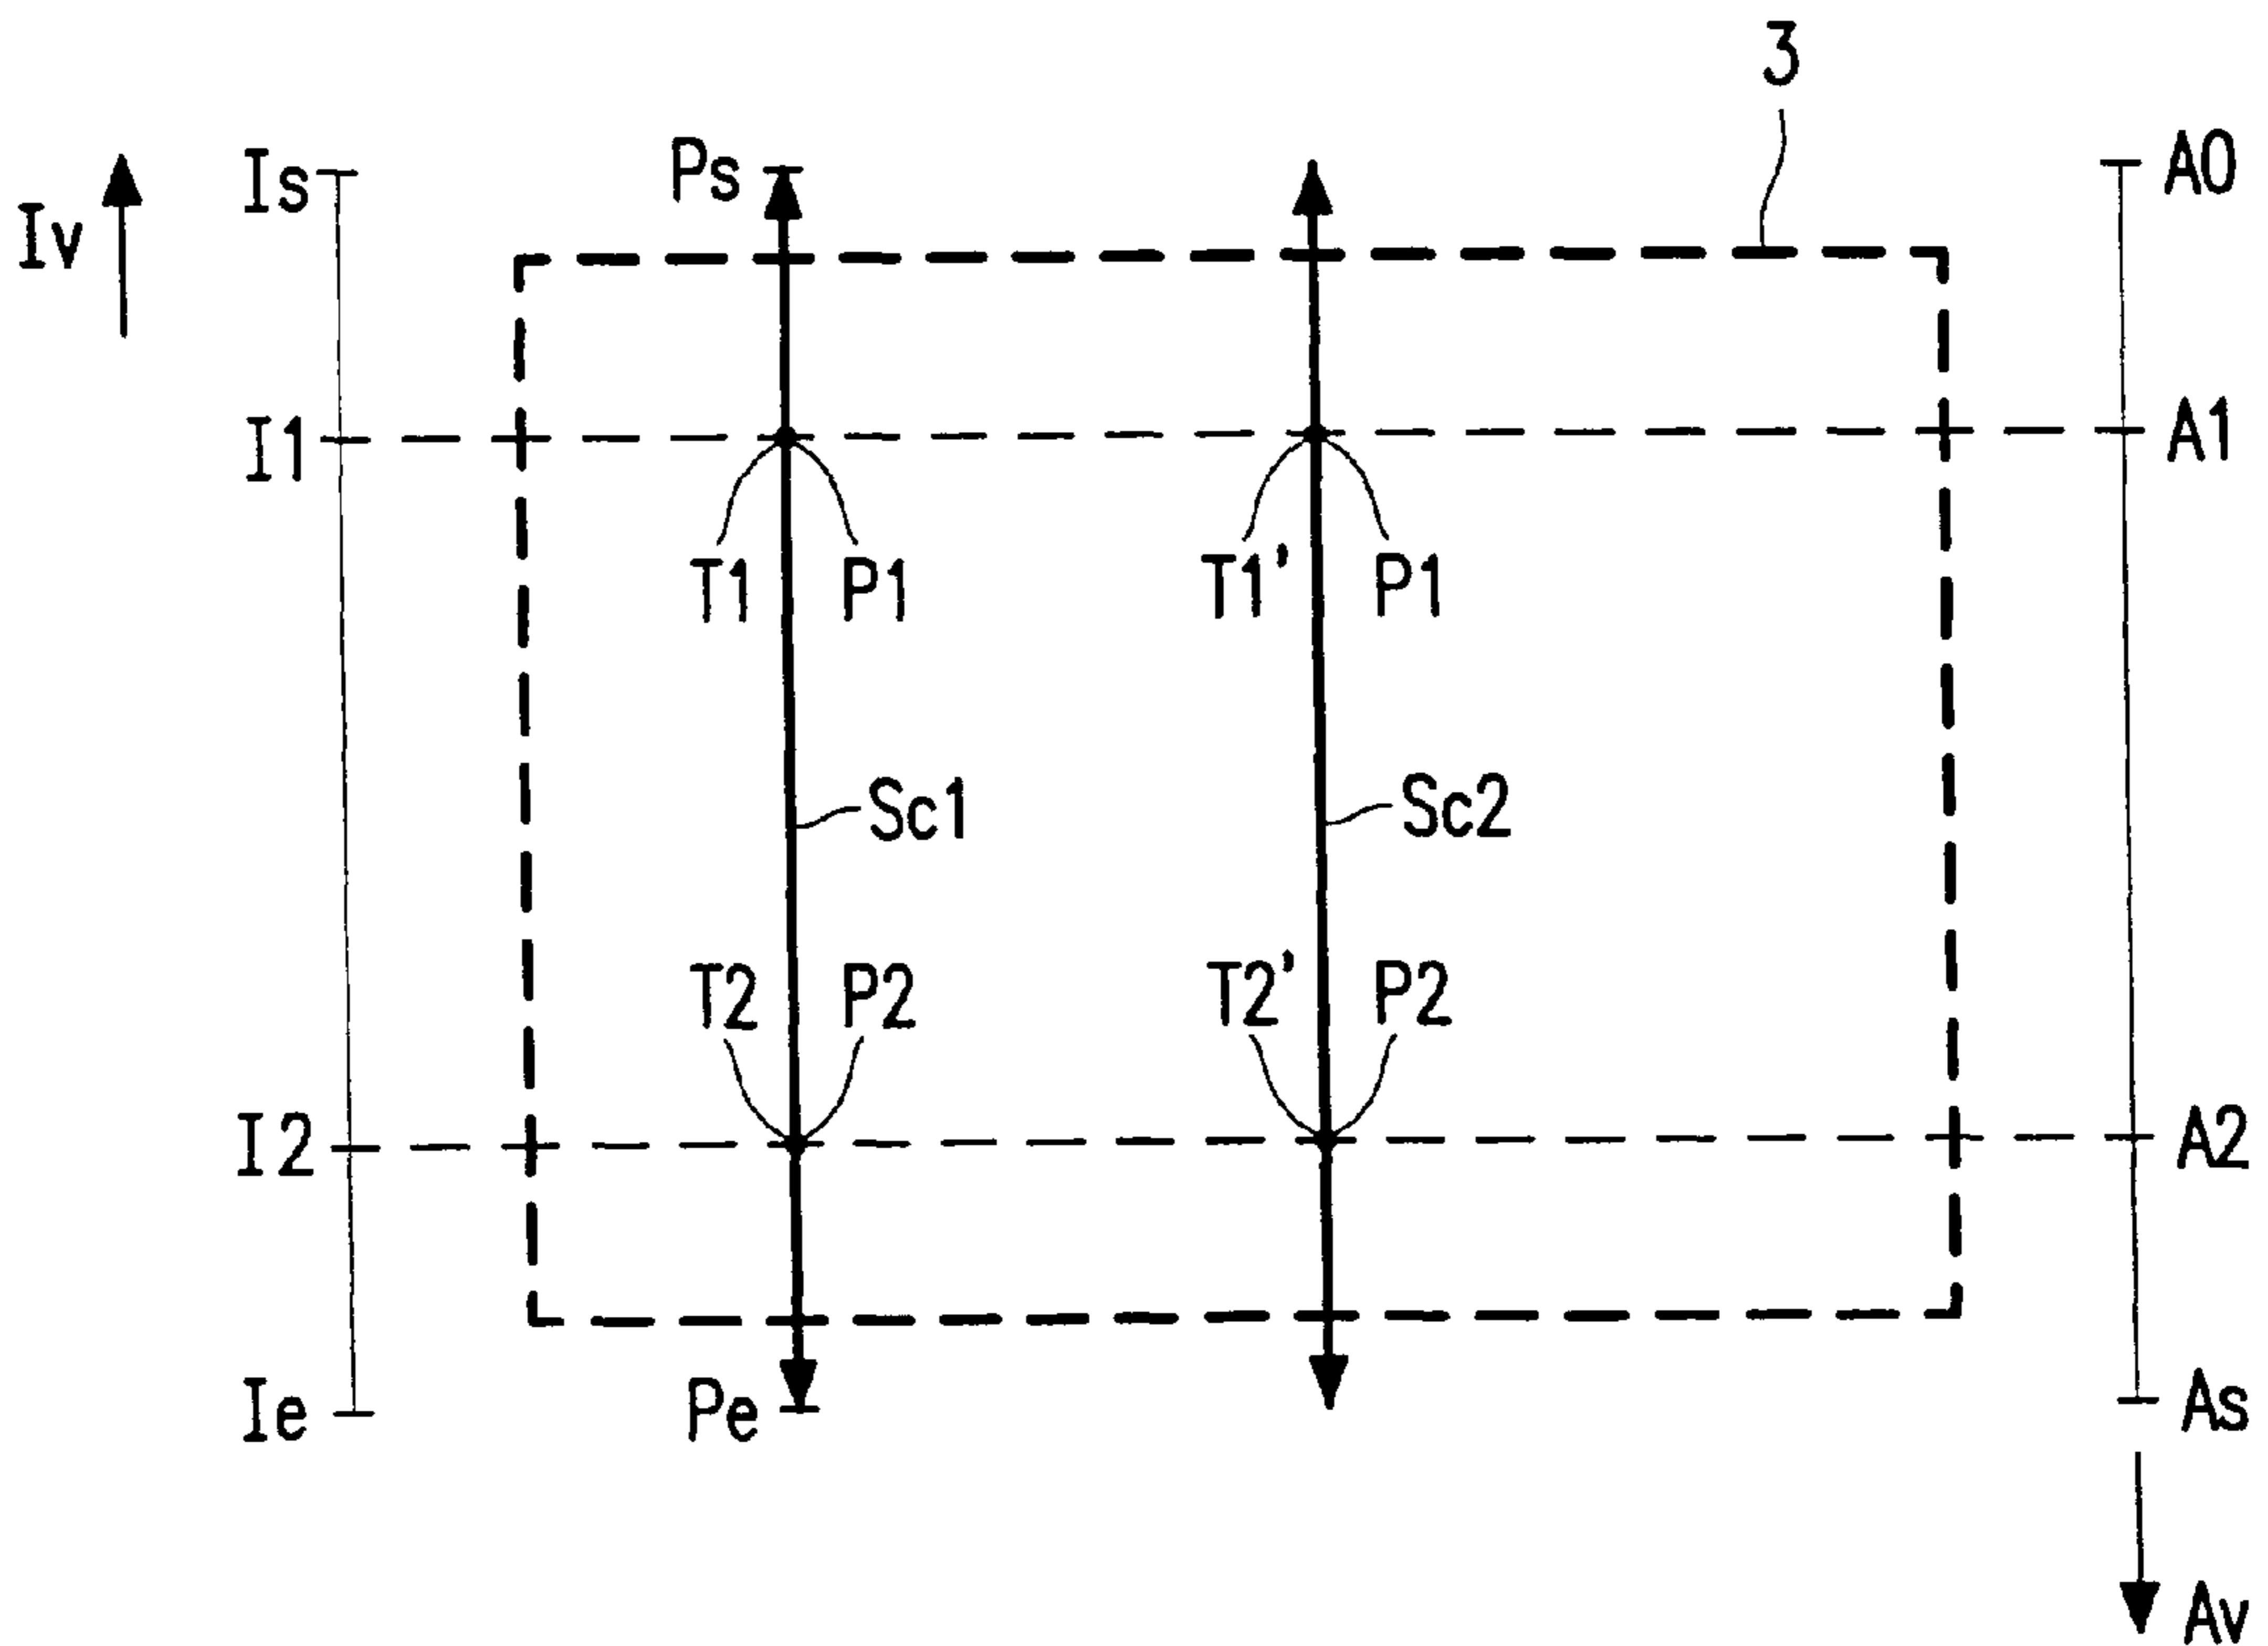 3
Is Ps A0
Iv
I1 A1
T1 P1 T1' P1
Sc1 Sc2
T2 P2 T2' P2
I2 A2
Ie Pe As
Av